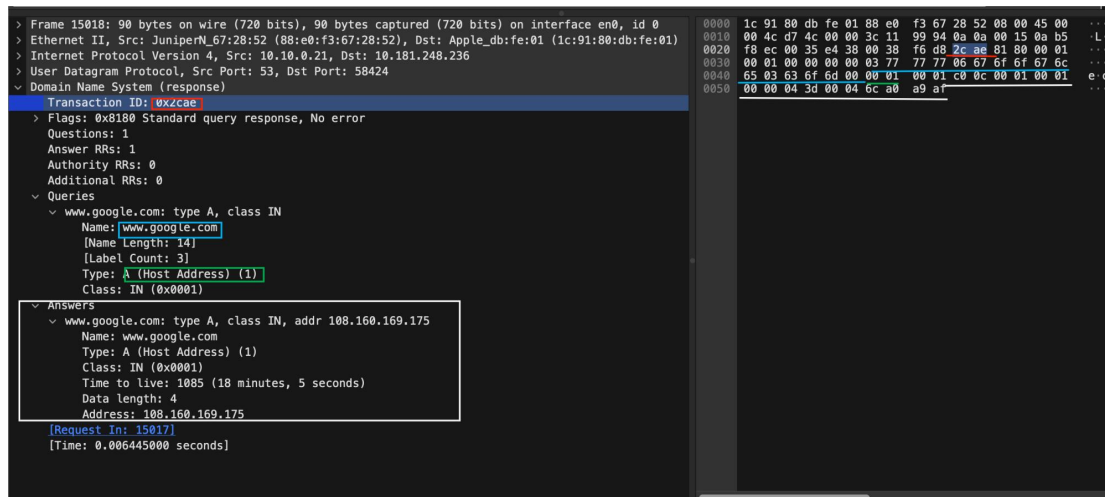 > Frame 15018: 90 bytes on wire (720 bits), 90 bytes captured (720 bits) on interface en0, id 0
> Ethernet II, Src: JuniperN_67:28:52 (88:e0:f3:67:28:52), Dst: Apple_db:fe:01 (1c:91:80:db:fe:01)
> Internet Protocol Version 4, Src: 10.10.0.21, Dst: 10.181.248.236
> User Datagram Protocol, Src Port: 53, Dst Port: 58424
Domain Name System (response)
Transaction ID: 0x2cae
> Flags: 0x8180 Standard query response, No error
Questions: 1
Answer RRs: 1
Authority RRs: 0
Additional RRs: 0
Queries
www.google.com: type A, class IN
Name: www.google.com
[Name Length: 14]
[Label Count: 3]
Type: A (Host Address) (1)
Class: IN (0x0001)
Answers
www.google.com: type A, class IN, addr 108.160.169.175
Name: www.google.com
Type: A (Host Address) (1)
Class: IN (0x0001)
Time to live: 1085 (18 minutes, 5 seconds)
Data length: 4
Address: 108.160.169.175
[Request In: 15017]
[Time: 0.006445000 seconds]
0000 1c 91 80 db fe 01 88 e0 f3 67 28 52 08 00 45 00 ...
0010 00 4c d7 4c 00 00 3c 11 99 94 0a 0a 00 15 0a b5 ·L·
0020 f8 ec 00 35 e4 38 00 38 f6 d8 2c ae 81 80 00 01 ...
0030 00 01 00 00 00 00 03 77 77 77 06 67 6f 6f 67 6c ...
0040 65 03 63 6f 6d 00 00 01 00 01 c0 0c 00 01 00 01 e·c
0050 00 00 04 3d 00 04 6c a0 a9 af ...